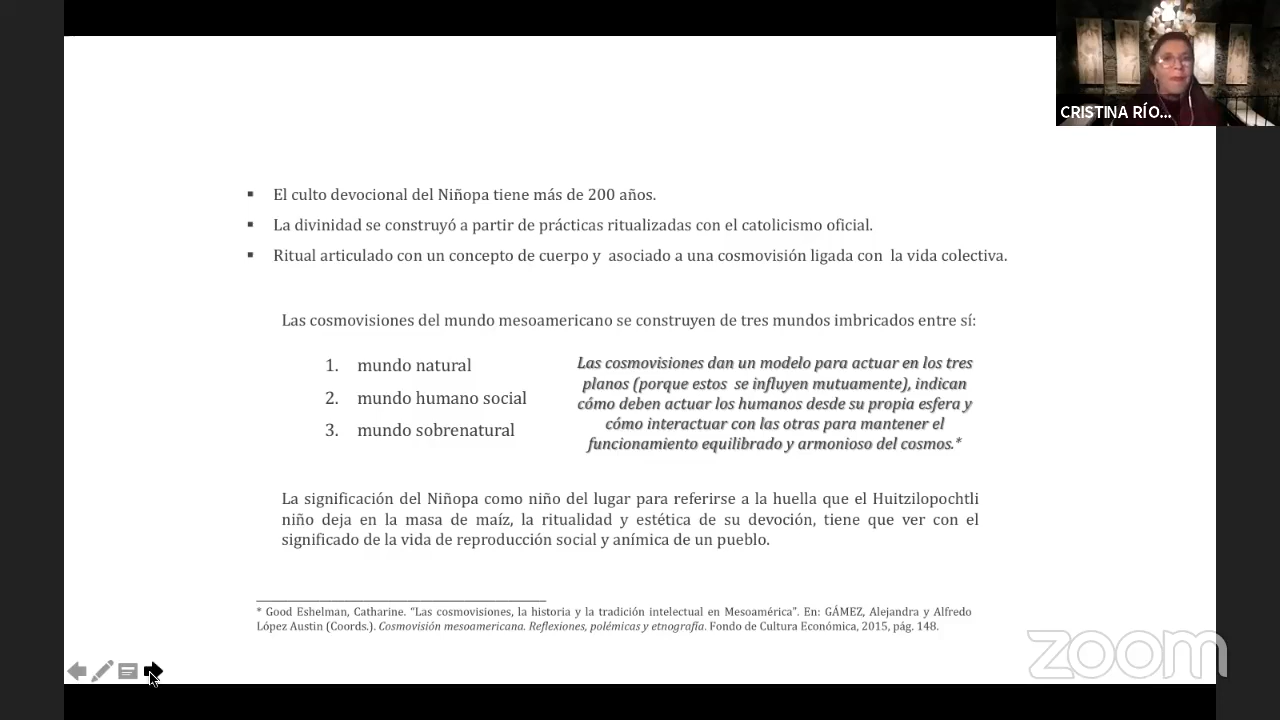 CRISTINA RÍO...
▪ El culto devocional del Niñopa tiene más de 200 años.
▪ La divinidad se construyó a partir de prácticas ritualizadas con el catolicismo oficial.
▪ Ritual articulado con un concepto de cuerpo y asociado a una cosmovisión ligada con la vida colectiva.
Las cosmovisiones del mundo mesoamericano se construyen de tres mundos imbricados entre sí:
1. mundo natural
2. mundo humano social
3. mundo sobrenatural
Las cosmovisiones dan un modelo para actuar en los tres
planos (porque estos se influyen mutuamente), indican
cómo deben actuar los humanos desde su propia esfera y
cómo interactuar con las otras para mantener el
funcionamiento equilibrado y armonioso del cosmos.*
La significación del Niñopa como niño del lugar para referirse a la huella que el Huitzilopochtli
niño deja en la masa de maíz, la ritualidad y estética de su devoción, tiene que ver con el
significado de la vida de reproducción social y anímica de un pueblo.
* Good Eshelman, Catharine. “Las cosmovisiones, la historia y la tradición intelectual en Mesoamérica”. En: GÁMEZ, Alejandra y Alfredo
López Austin (Coords.). Cosmovisión mesoamericana. Reflexiones, polémicas y etnografía. Fondo de Cultura Económica, 2015, pág. 148.
zoom